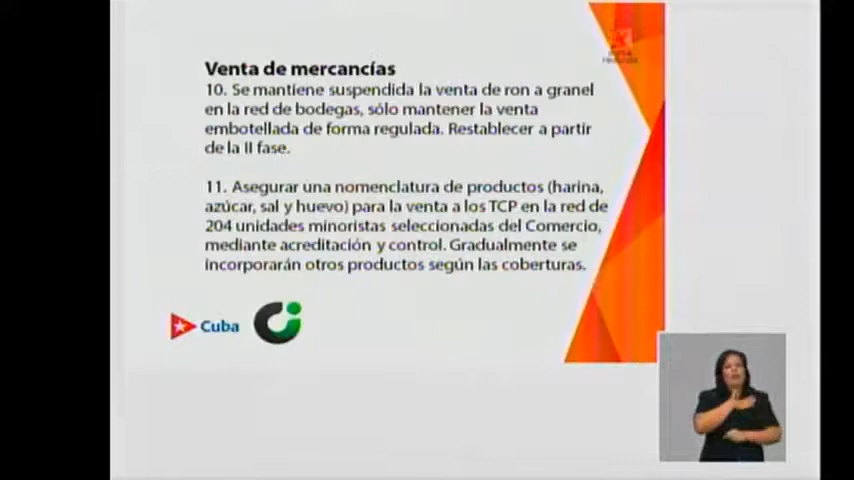 Venta de mercancías
10. Se mantiene suspendida la venta de ron a granel
en la red de bodegas, sólo mantener la venta
embotellada de forma regulada. Restablecer a partir
de la II fase.
11. Asegurar una nomenclatura de productos (harina,
azúcar, sal y huevo) para la venta a los TCP en la red de
204 unidades minoristas seleccionadas del Comercio,
mediante acreditación y control. Gradualmente se
incorporarán otros productos según las coberturas.
Cuba